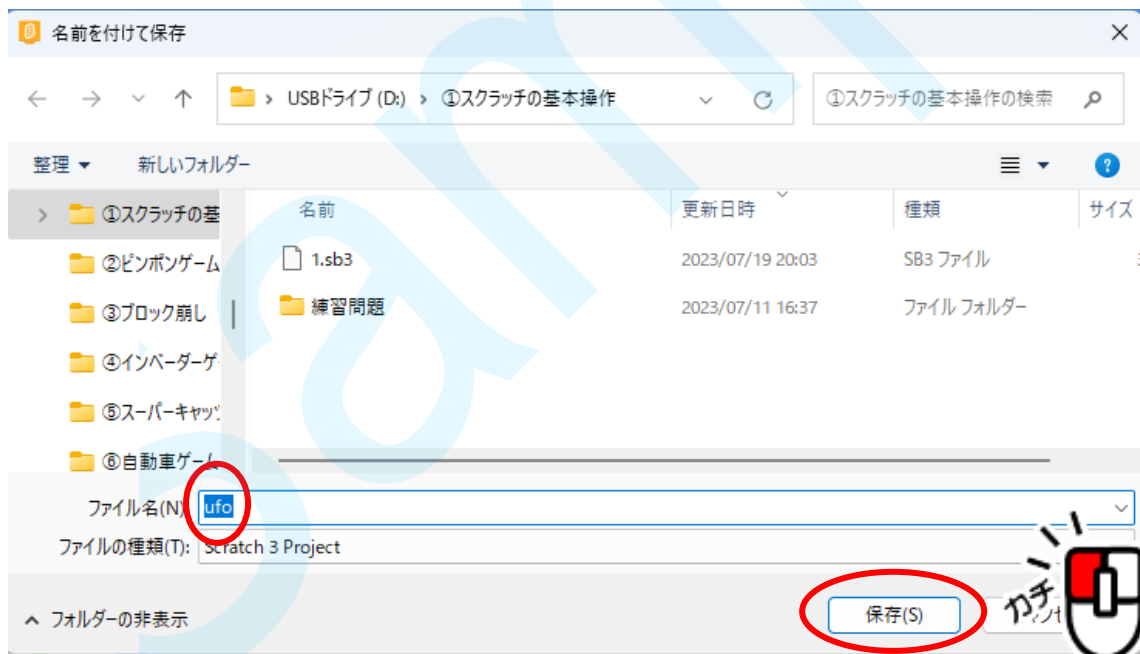 名前を付けて保存
USBドライブ (D:) › ①スクラッチの基本操作
①スクラッチの基本操作の検索
整理 新しいフォルダー
①スクラッチの基 名前 更新日時 種類 サイズ
②ピンポンゲーム 1.sb3 2023/07/19 20:03 SB3 ファイル
③ブロック崩し 練習問題 2023/07/11 16:37 ファイル フォルダー
④インベーダーゲ
⑤スーパーキャッツ
⑥自動車ゲーム
ファイル名(N) ufo
ファイルの種類(T): Scratch 3 Project
フォルダーの非表示 保存(S)
カチ